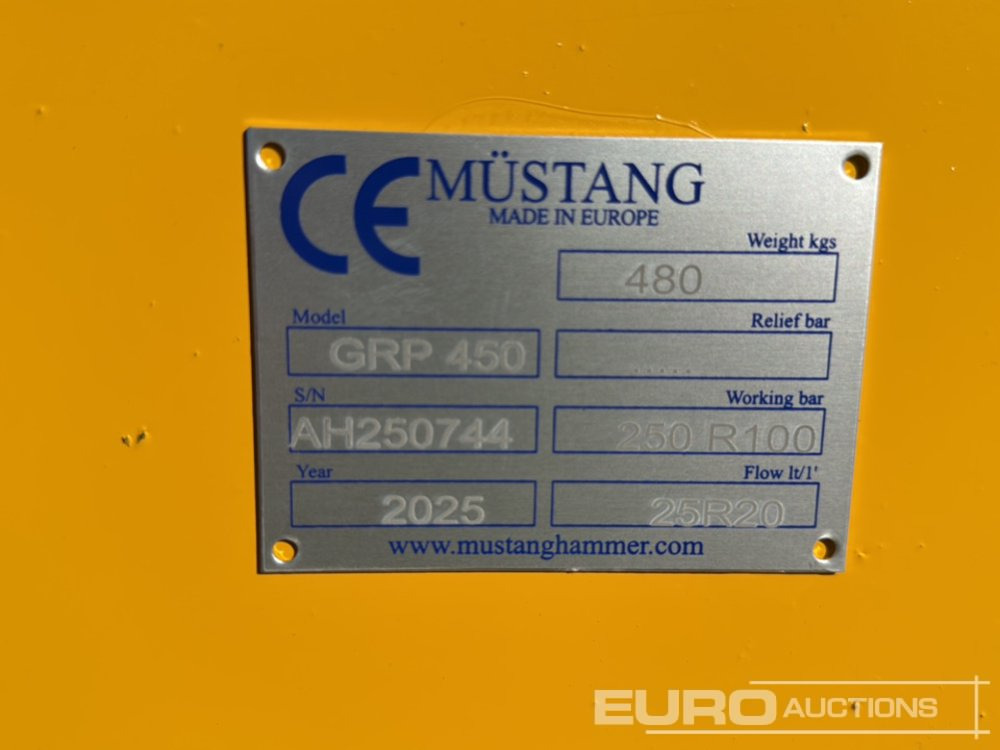 CE MÜSTANG
MADE IN EUROPE
Weight kgs
480
Model
GRP 450
Relief bar
.....
S/N
AH250744
Working bar
250 R100
Year
2025
Flow lt/1'
25R20
www.mustanghammer.com
EURO AUCTIONS